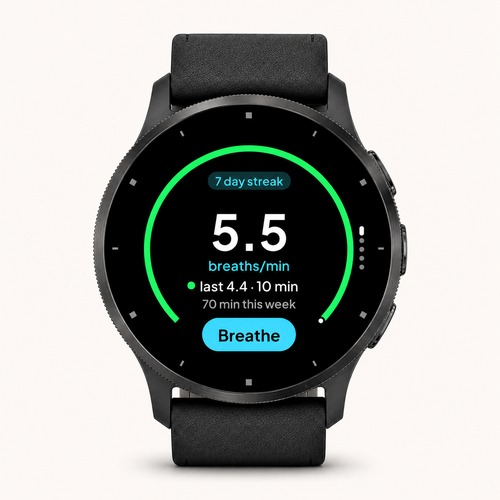 7 day streak
5.5
breaths/min
last 4.4 · 10 min
70 min this week
Breathe